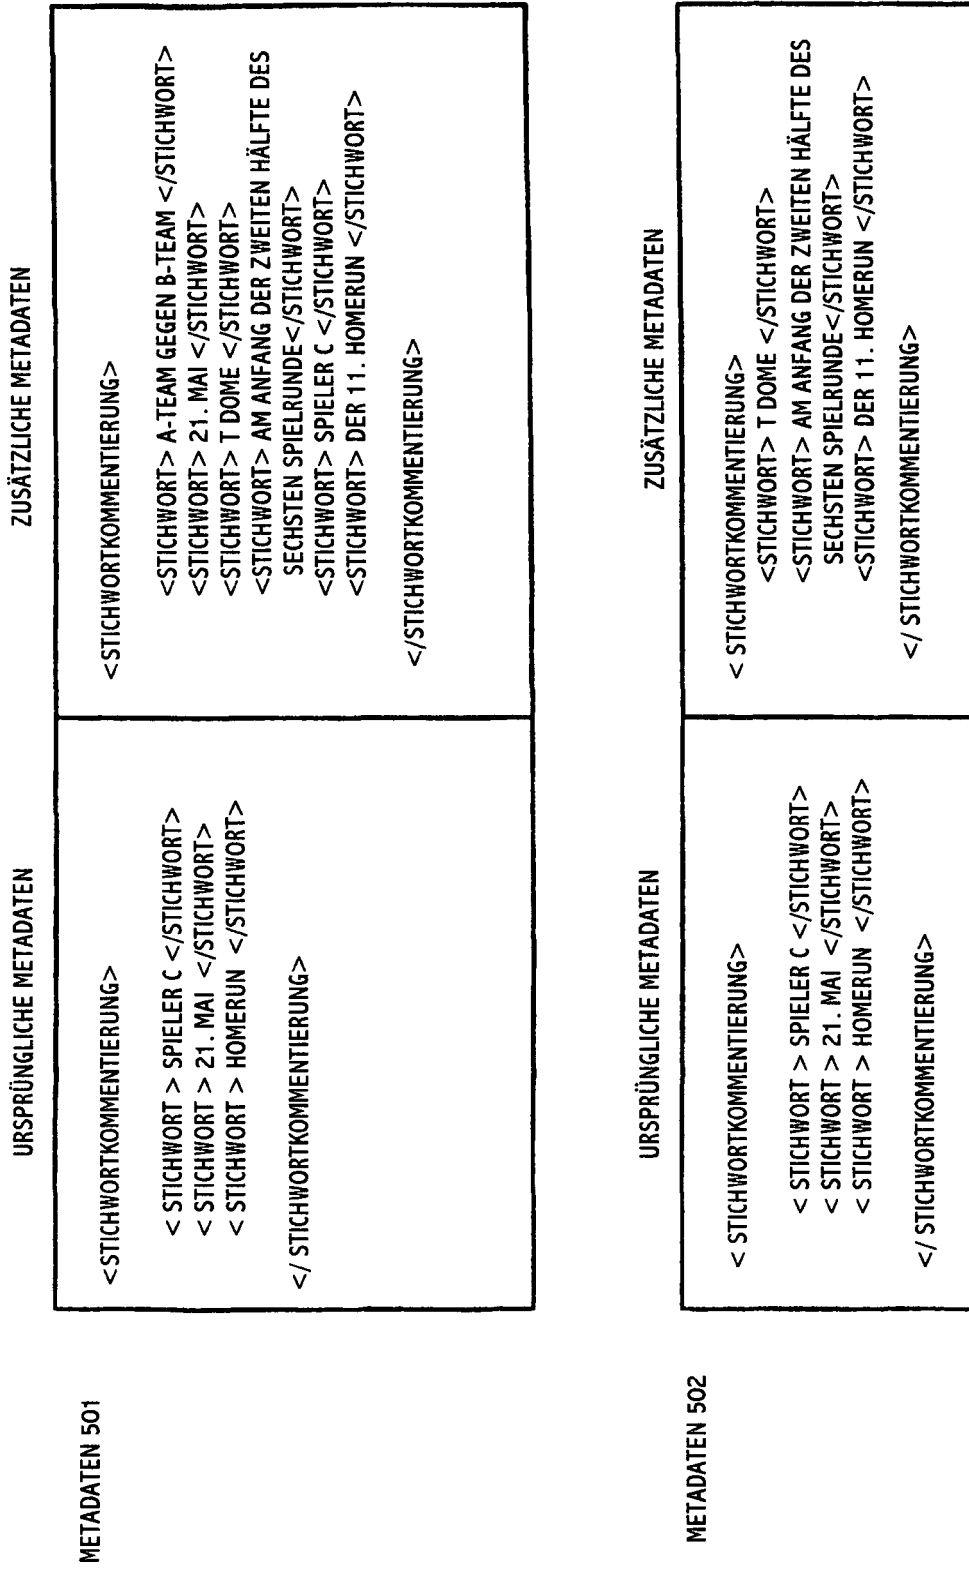 METADATEN 501
URSPRÜNGLICHE METADATEN
<STICHWORTKOMMENTIERUNG>
< STICHWORT > SPIELER C </STICHWORT>
< STICHWORT > 21. MAI </STICHWORT>
< STICHWORT > HOMERUN </STICHWORT>
</ STICHWORTKOMMENTIERUNG>
ZUSÄTZLICHE METADATEN
<STICHWORTKOMMENTIERUNG>
<STICHWORT> A-TEAM GEGEN B-TEAM </STICHWORT>
<STICHWORT> 21. MAI </STICHWORT>
<STICHWORT> T DOME </STICHWORT>
<STICHWORT> AM ANFANG DER ZWEITEN HÄLFTE DES
SECHSTEN SPIELRUNDE</STICHWORT>
<STICHWORT> SPIELER C </STICHWORT>
<STICHWORT> DER 11. HOMERUN </STICHWORT>
</STICHWORTKOMMENTIERUNG>
METADATEN 502
URSPRÜNGLICHE METADATEN
< STICHWORTKOMMENTIERUNG>
< STICHWORT > SPIELER C </STICHWORT>
< STICHWORT > 21. MAI </STICHWORT>
< STICHWORT > HOMERUN </STICHWORT>
</ STICHWORTKOMMENTIERUNG>
ZUSÄTZLICHE METADATEN
< STICHWORTKOMMENTIERUNG>
<STICHWORT> T DOME </STICHWORT>
<STICHWORT> AM ANFANG DER ZWEITEN HÄLFTE DES
SECHSTEN SPIELRUNDE</STICHWORT>
<STICHWORT> DER 11. HOMERUN </STICHWORT>
</ STICHWORTKOMMENTIERUNG>